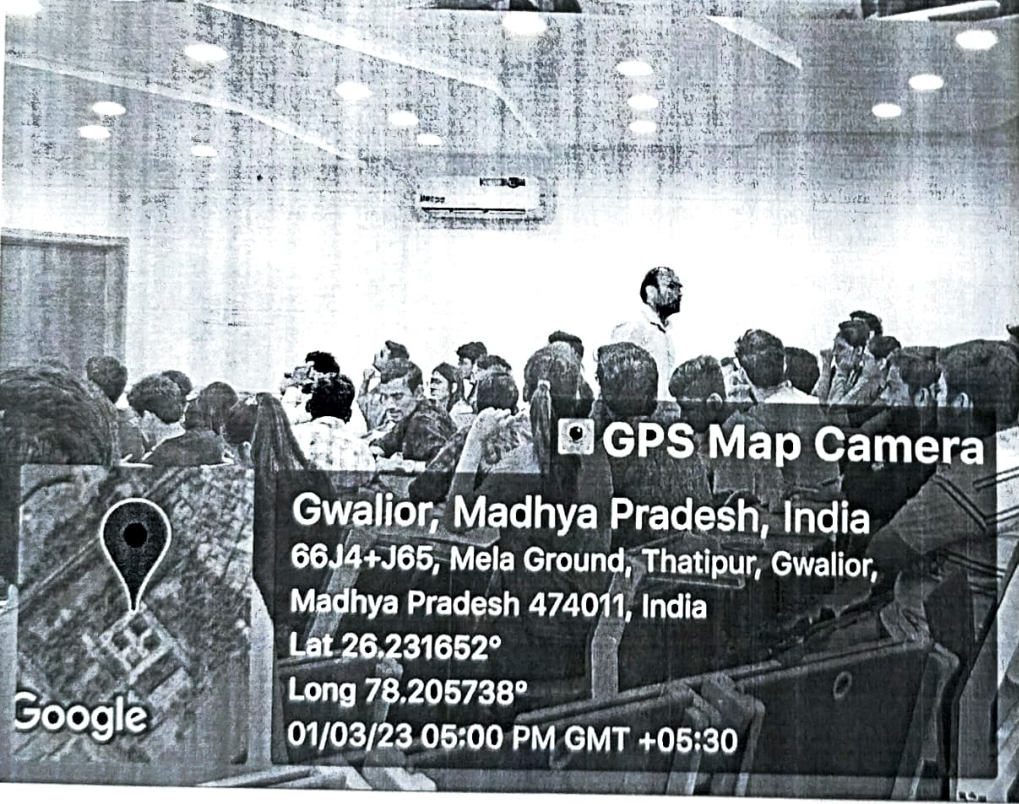 GPS Map Camera
Gwalior, Madhya Pradesh, India
66J4+J65, Mela Ground, Thatipur, Gwalior,
Madhya Pradesh 474011, India
Lat 26.231652°
Long 78.205738°
01/03/23 05:00 PM GMT +05:30
Google